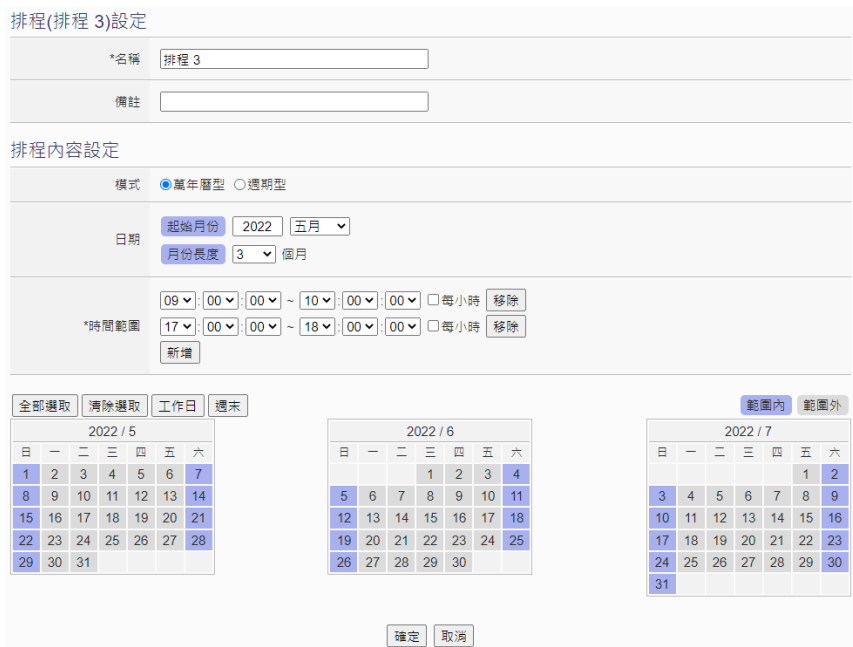 排程(排程 3)設定
*名稱 排程 3
備註
排程內容設定
模式 萬年曆型 週期型
日期 起始月份 2022 五月
月份長度 3 個月
*時間範圍 09 : 00 : 00 ~ 10 : 00 : 00 每小時 移除
17 : 00 : 00 ~ 18 : 00 : 00 每小時 移除
新增
全部選取 清除選取 工作日 週末 範圍內 範圍外
2022 / 5
日 一 二 三 四 五 六
1 2 3 4 5 6 7
8 9 10 11 12 13 14
15 16 17 18 19 20 21
22 23 24 25 26 27 28
29 30 31
2022 / 6
日 一 二 三 四 五 六
1 2 3 4
5 6 7 8 9 10 11
12 13 14 15 16 17 18
19 20 21 22 23 24 25
26 27 28 29 30
2022 / 7
日 一 二 三 四 五 六
1 2
3 4 5 6 7 8 9
10 11 12 13 14 15 16
17 18 19 20 21 22 23
24 25 26 27 28 29 30
31
確定 取消